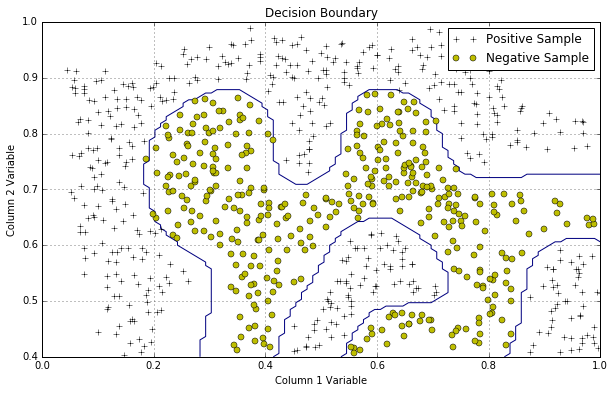 Decision Boundary
1.0
0.9
0.8
0.7
0.6
0.5
0.4
Column 2 Variable
Positive Sample
Negative Sample
0.0 0.2 0.4 0.6 0.8 1.0
Column 1 Variable